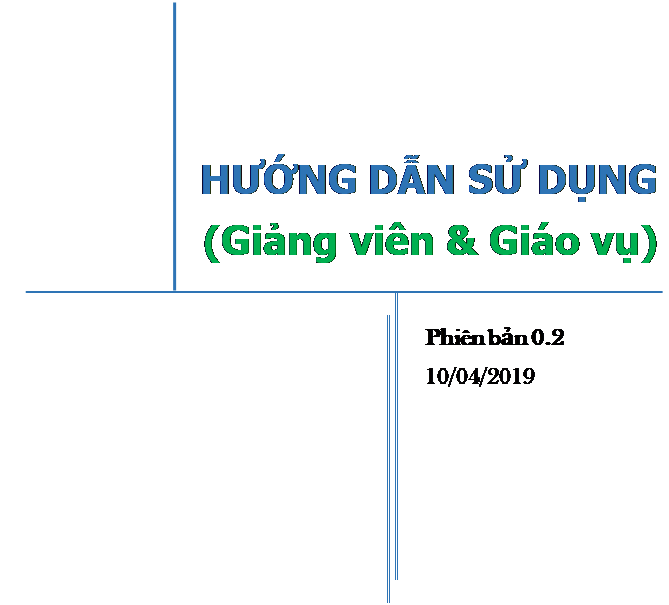 HƯỚNG DẪN SỬ DỤNG
(Giảng viên & Giáo vụ)
Phiên bản 0.2
10/04/2019